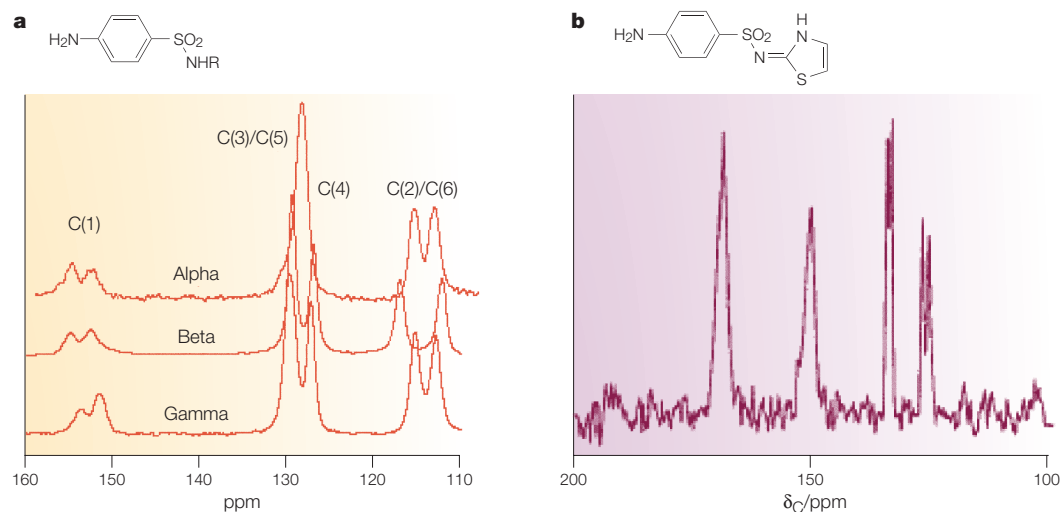 a
H₂N
SO₂
NHR
C(3)/C(5)
C(4)
C(2)/C(6)
C(1)
Alpha
Beta
Gamma
160 150 140 130 120 110
ppm
b
H₂N
SO₂
N
H
N
S
200 150 100
δC/ppm